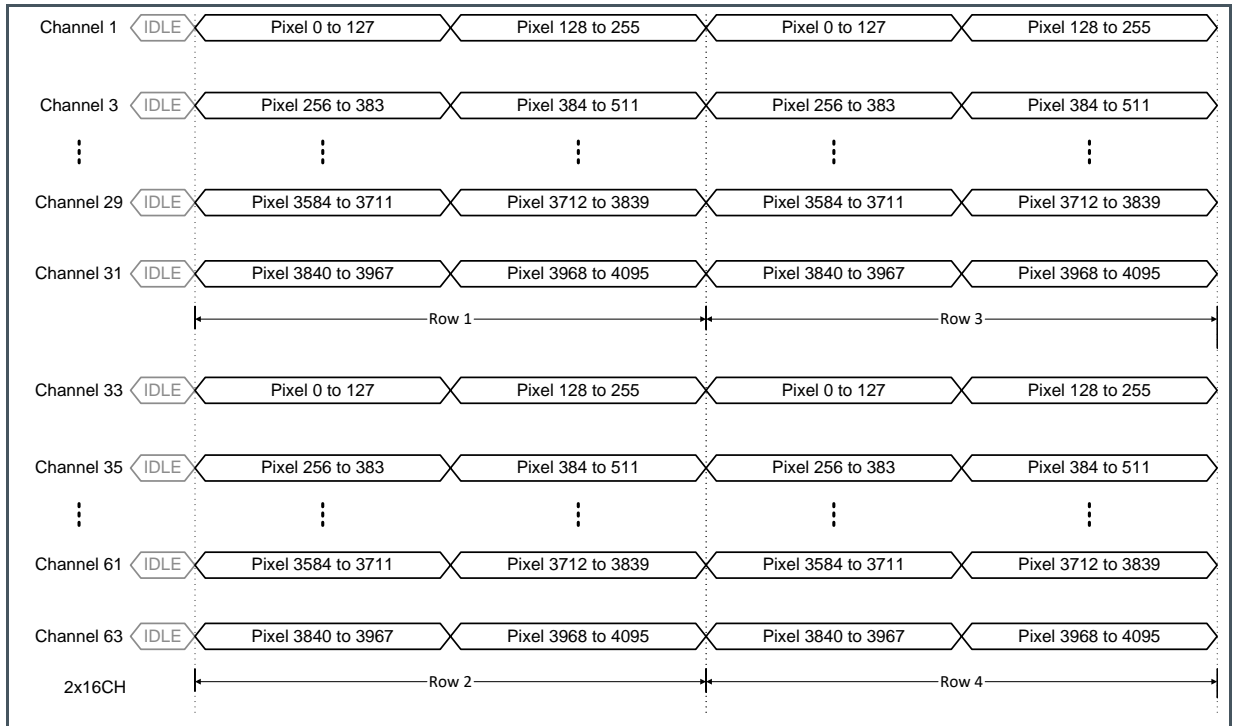 Channel 1 IDLE Pixel 0 to 127 Pixel 128 to 255 Pixel 0 to 127 Pixel 128 to 255
Channel 3 IDLE Pixel 256 to 383 Pixel 384 to 511 Pixel 256 to 383 Pixel 384 to 511
Channel 29 IDLE Pixel 3584 to 3711 Pixel 3712 to 3839 Pixel 3584 to 3711 Pixel 3712 to 3839
Channel 31 IDLE Pixel 3840 to 3967 Pixel 3968 to 4095 Pixel 3840 to 3967 Pixel 3968 to 4095
Row 1 Row 3
Channel 33 IDLE Pixel 0 to 127 Pixel 128 to 255 Pixel 0 to 127 Pixel 128 to 255
Channel 35 IDLE Pixel 256 to 383 Pixel 384 to 511 Pixel 256 to 383 Pixel 384 to 511
Channel 61 IDLE Pixel 3584 to 3711 Pixel 3712 to 3839 Pixel 3584 to 3711 Pixel 3712 to 3839
Channel 63 IDLE Pixel 3840 to 3967 Pixel 3968 to 4095 Pixel 3840 to 3967 Pixel 3968 to 4095
2x16CH Row 2 Row 4